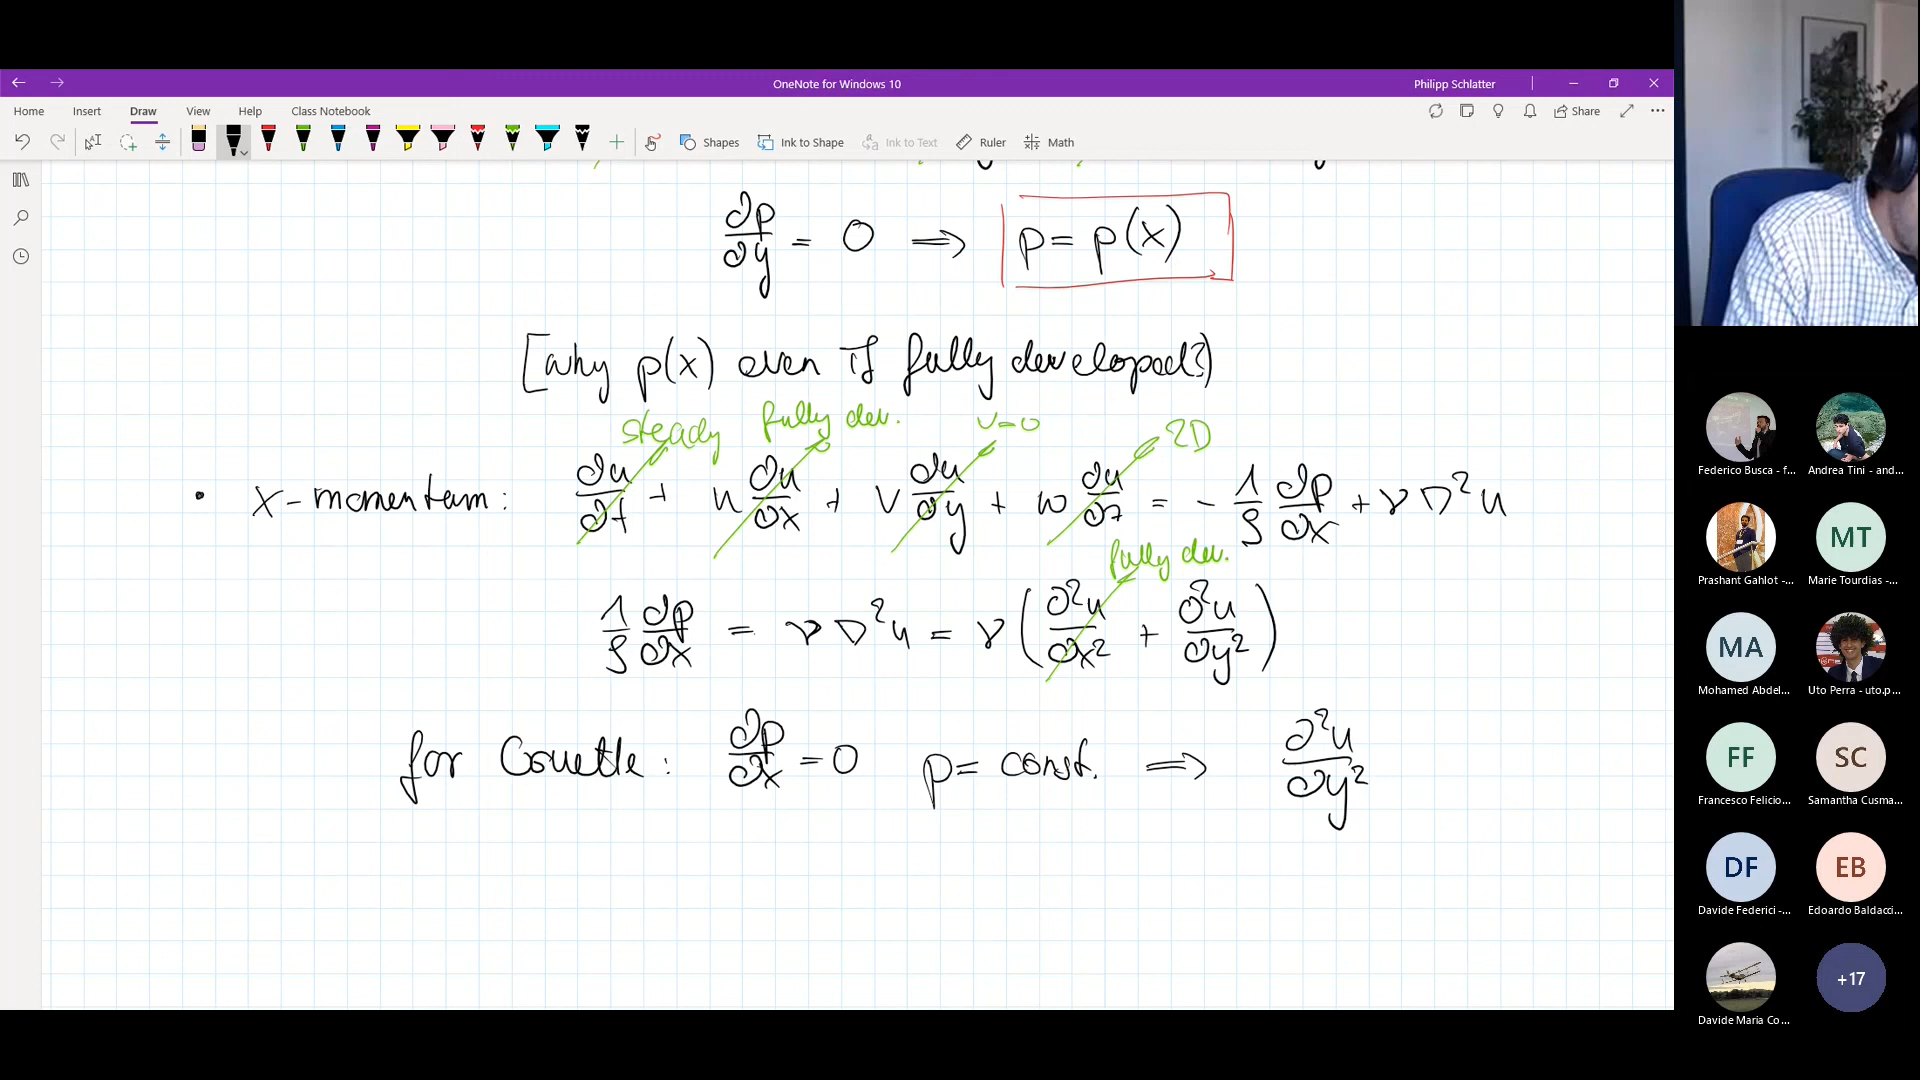 OneNote for Windows 10
Philipp Schlatter
Home Insert Draw View Help Class Notebook
Share
Shapes Ink to Shape Ink to Text Ruler Math
∂p/∂y = 0 ⟹ p = p(x)
[why p(x) even if fully developed?]
steady fully dev. v=0 2D
• x-momentum: ∂u/∂t + u ∂u/∂x + v ∂u/∂y + w ∂u/∂z = - 1/ρ ∂p/∂x + ν ∇²u
fully dev.
1/ρ ∂p/∂x = ν ∇²u = ν (∂²u/∂x² + ∂²u/∂y²)
for Couette: ∂p/∂x = 0 p = const. ⟹ ∂²u/∂y²
Federico Busca - f... Andrea Tini - and...
MT
Prashant Gahlot -... Marie Tourdias -...
MA
Mohamed Abdel... Uto Perra - uto.p...
FF SC
Francesco Felicio... Samantha Cusma...
DF EB
Davide Federici -... Edoardo Baldacci...
+17
Davide Maria Co...